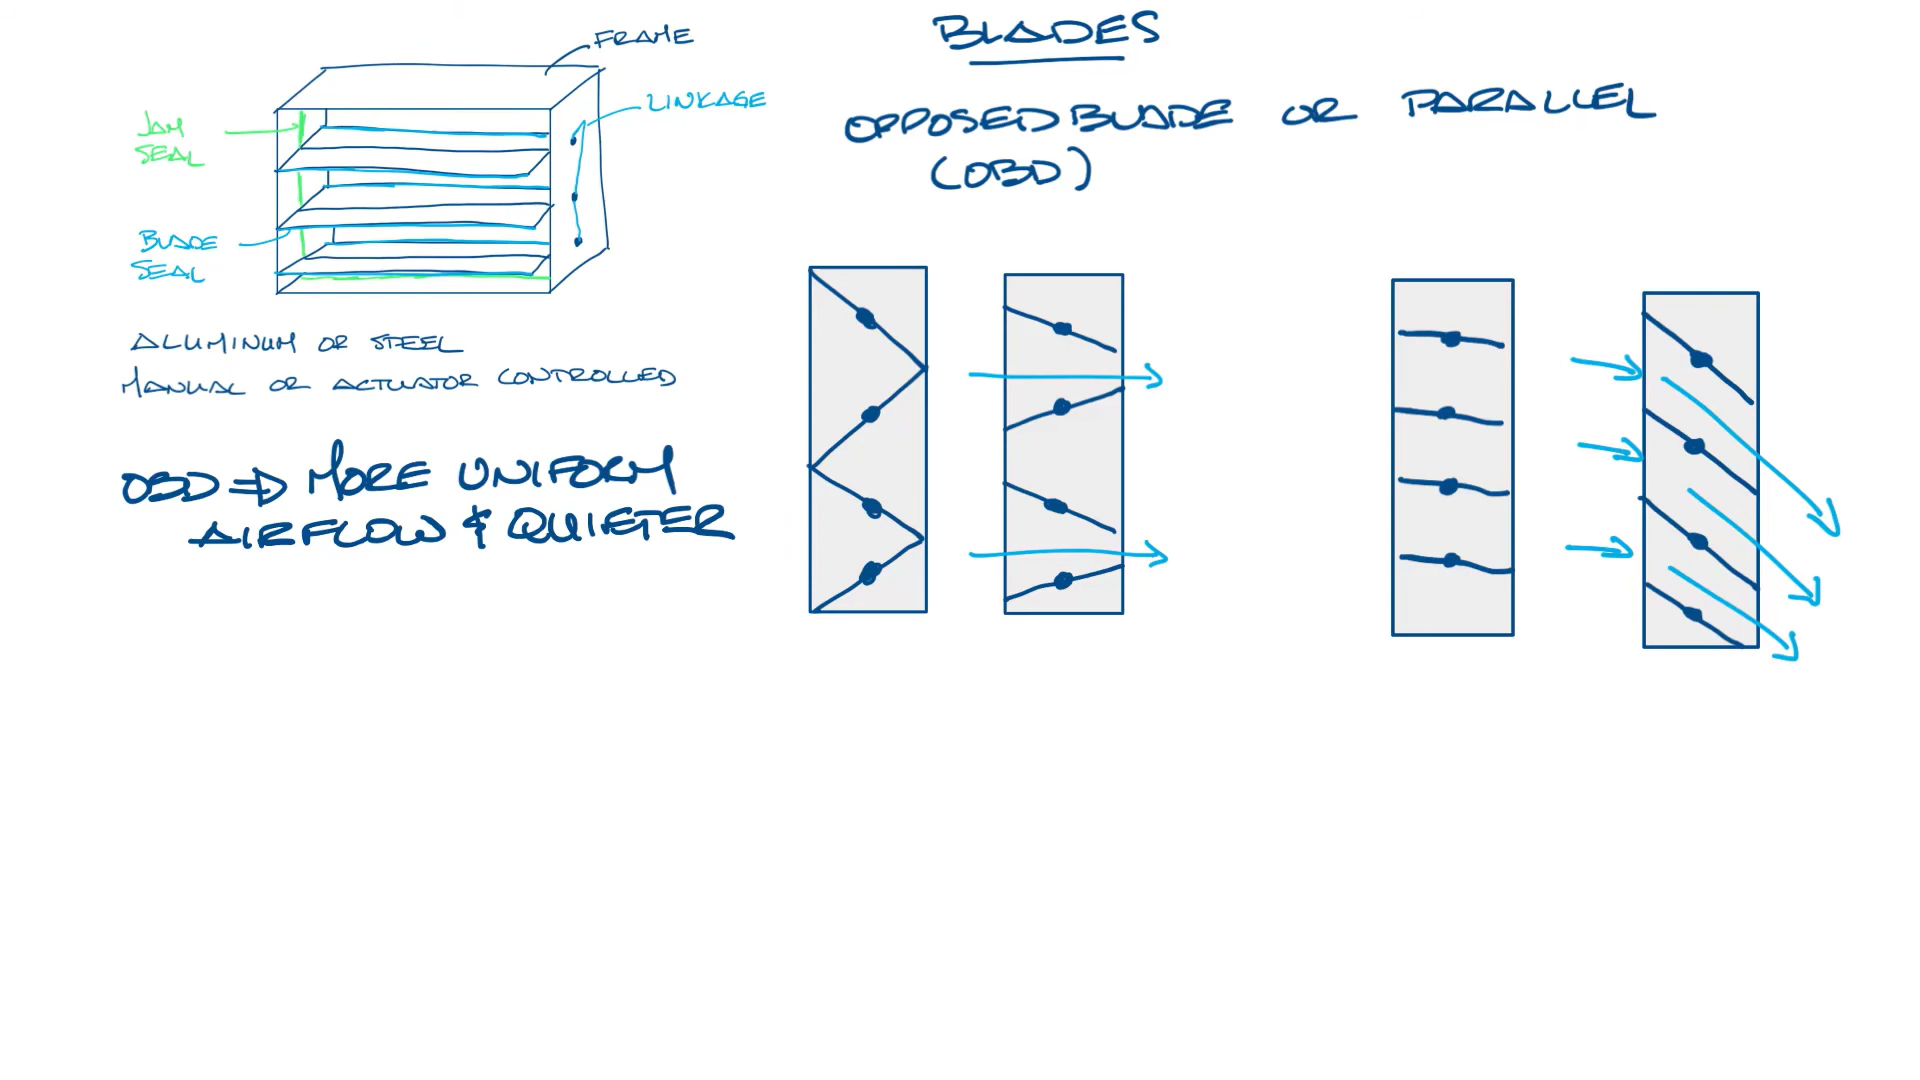 FRAME
LINKAGE
JAM
SEAL
BLADE
SEAL
ALUMINUM OR STEEL
MANUAL OR ACTUATOR CONTROLLED
OBD ⇒ MORE UNIFORM
AIRFLOW & QUIETER
BLADES
OPPOSED BLADE OR PARALLEL
(OBD)